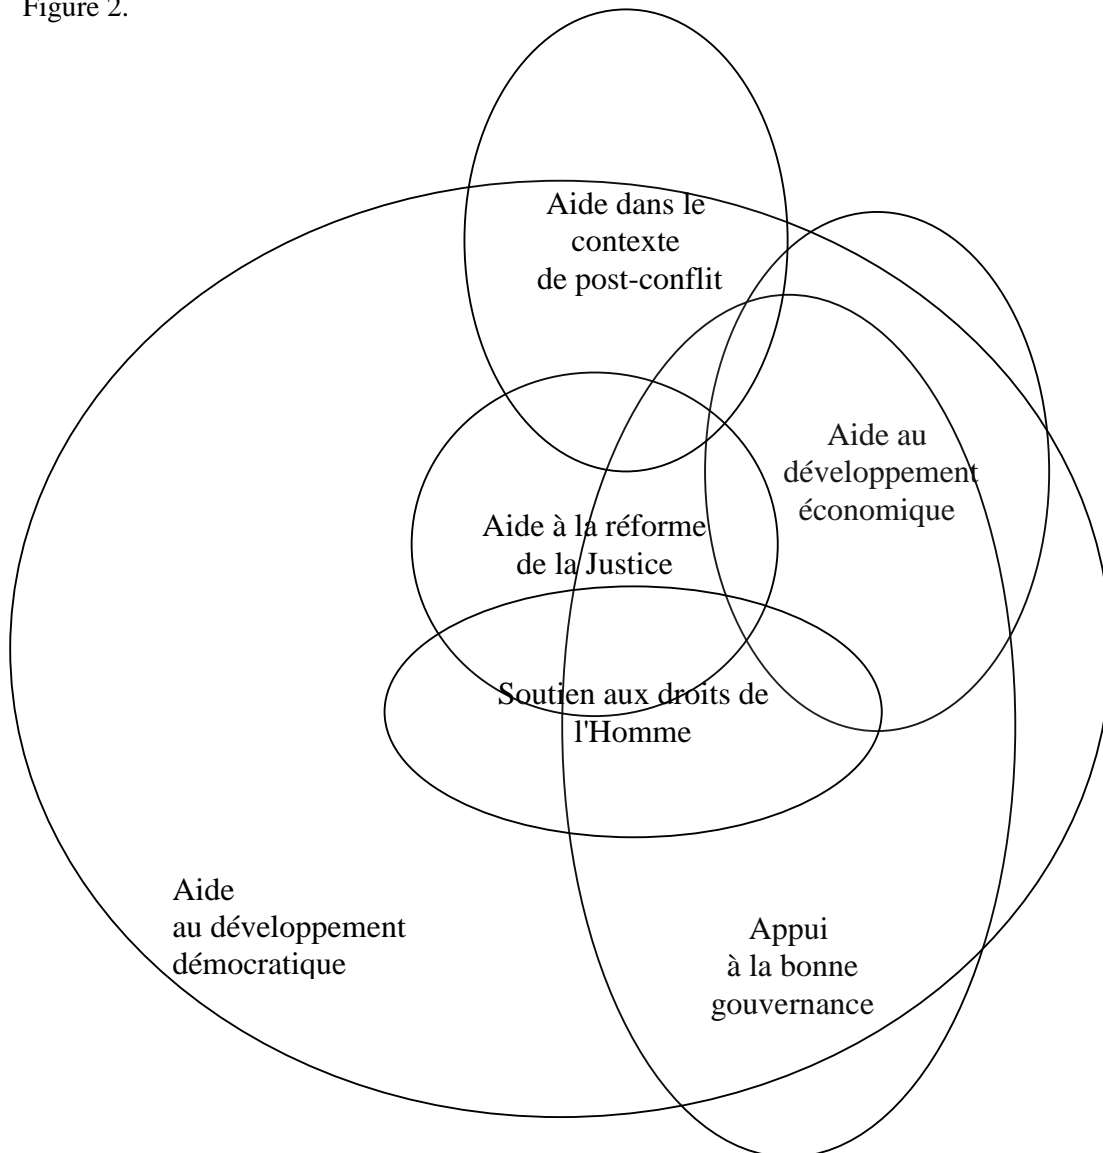 Figure 2.
Aide dans le
contexte
de post-conflit
Aide au
développement
économique
Aide à la réforme
de la Justice
Soutien aux droits de
l'Homme
Aide
au développement
démocratique
Appui
à la bonne
gouvernance